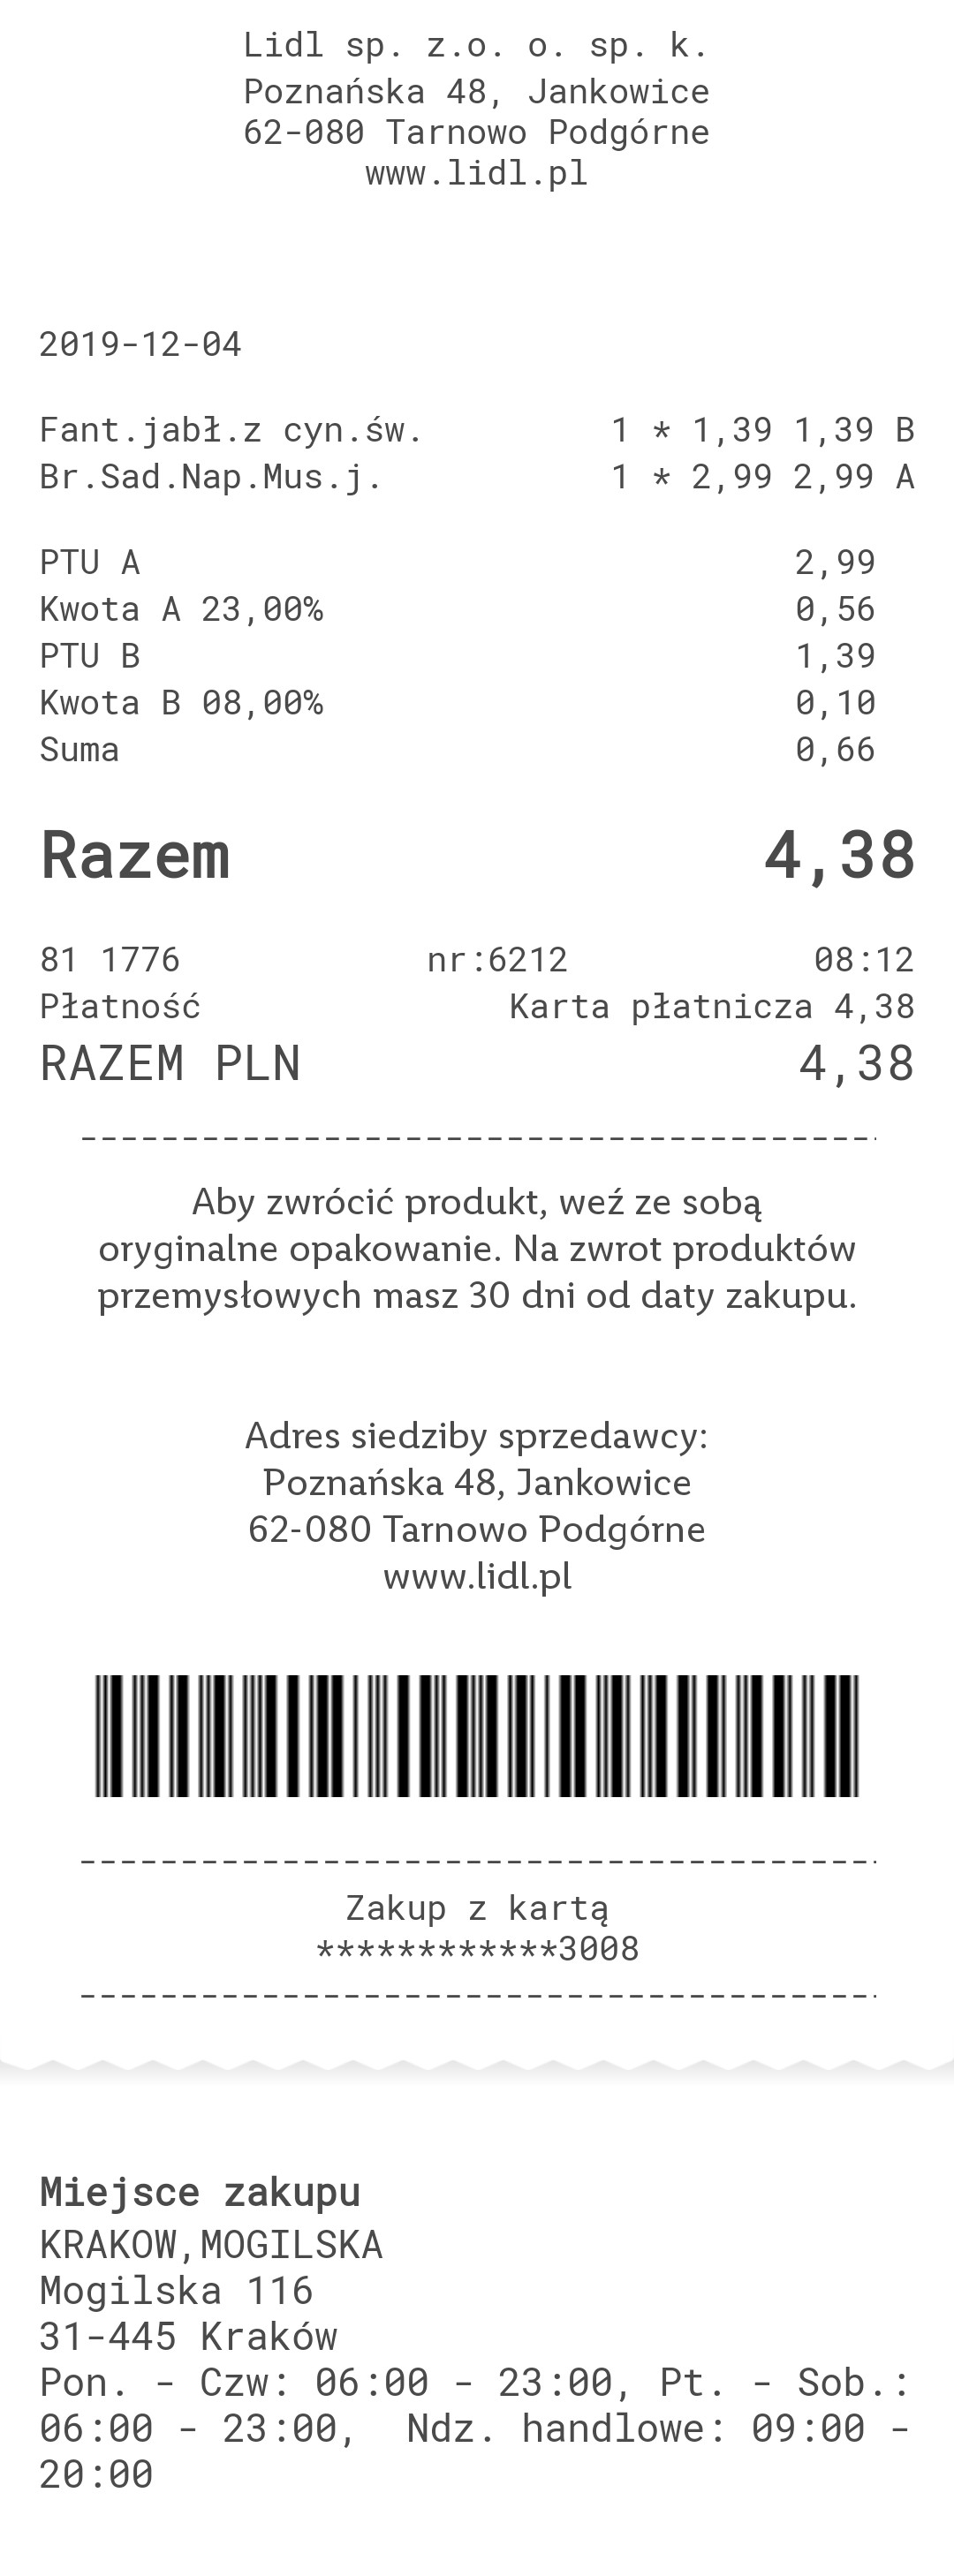 Lidl sp. z.o. o. sp. k.
Poznańska 48, Jankowice
62-080 Tarnowo Podgórne
www.lidl.pl
2019-12-04
Fant.jabł.z cyn.św. 1 * 1,39 1,39 B
Br.Sad.Nap.Mus.j. 1 * 2,99 2,99 A
PTU A 2,99
Kwota A 23,00% 0,56
PTU B 1,39
Kwota B 08,00% 0,10
Suma 0,66
Razem 4,38
81 1776 nr:6212 08:12
Płatność Karta płatnicza 4,38
RAZEM PLN 4,38
Aby zwrócić produkt, weź ze sobą
oryginalne opakowanie. Na zwrot produktów
przemysłowych masz 30 dni od daty zakupu.
Adres siedziby sprzedawcy:
Poznańska 48, Jankowice
62-080 Tarnowo Podgórne
www.lidl.pl
Zakup z kartą
************3008
Miejsce zakupu
KRAKOW,MOGILSKA
Mogilska 116
31-445 Kraków
Pon. - Czw: 06:00 - 23:00, Pt. - Sob.:
06:00 - 23:00,  Ndz. handlowe: 09:00 -
20:00